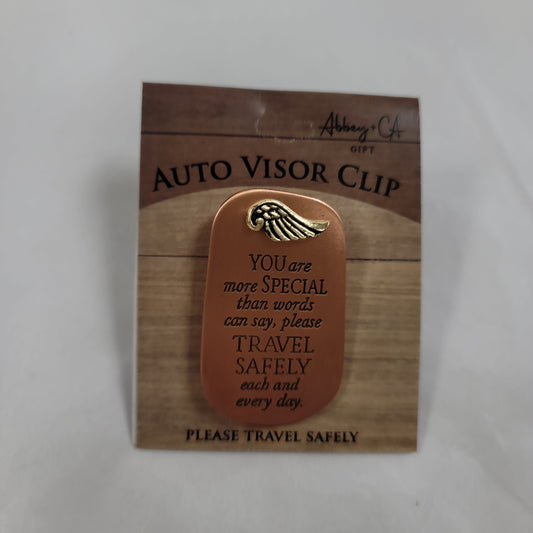 Abbey + CA
GIFT
AUTO VISOR CLIP
YOU are
more SPECIAL
than words
can say, please
TRAVEL
SAFELY
each and
every day.
PLEASE TRAVEL SAFELY